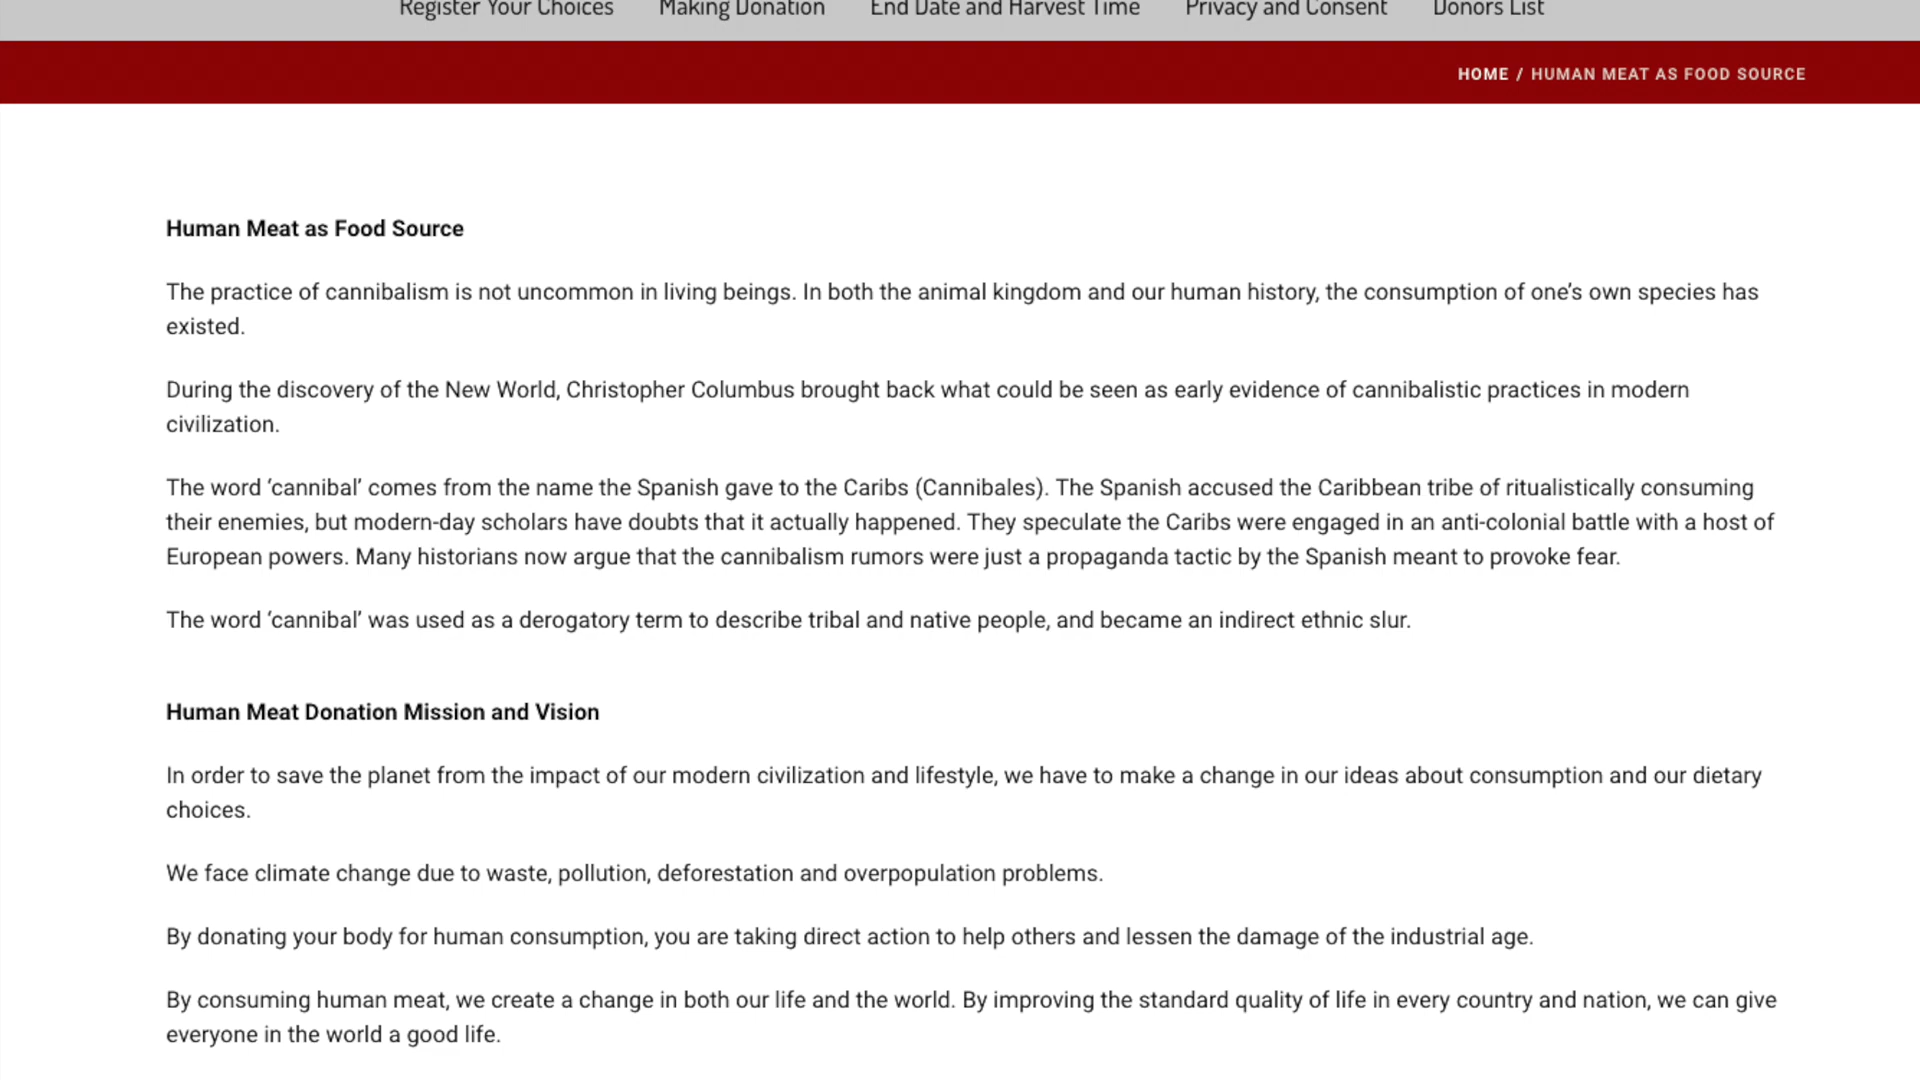 Register Your Choices Making Donation End Date and Harvest Time Privacy and Consent Donors List
HOME / HUMAN MEAT AS FOOD SOURCE
Human Meat as Food Source
The practice of cannibalism is not uncommon in living beings. In both the animal kingdom and our human history, the consumption of one’s own species has
existed.
During the discovery of the New World, Christopher Columbus brought back what could be seen as early evidence of cannibalistic practices in modern
civilization.
The word ‘cannibal’ comes from the name the Spanish gave to the Caribs (Cannibales). The Spanish accused the Caribbean tribe of ritualistically consuming
their enemies, but modern-day scholars have doubts that it actually happened. They speculate the Caribs were engaged in an anti-colonial battle with a host of
European powers. Many historians now argue that the cannibalism rumors were just a propaganda tactic by the Spanish meant to provoke fear.
The word ‘cannibal’ was used as a derogatory term to describe tribal and native people, and became an indirect ethnic slur.
Human Meat Donation Mission and Vision
In order to save the planet from the impact of our modern civilization and lifestyle, we have to make a change in our ideas about consumption and our dietary
choices.
We face climate change due to waste, pollution, deforestation and overpopulation problems.
By donating your body for human consumption, you are taking direct action to help others and lessen the damage of the industrial age.
By consuming human meat, we create a change in both our life and the world. By improving the standard quality of life in every country and nation, we can give
everyone in the world a good life.